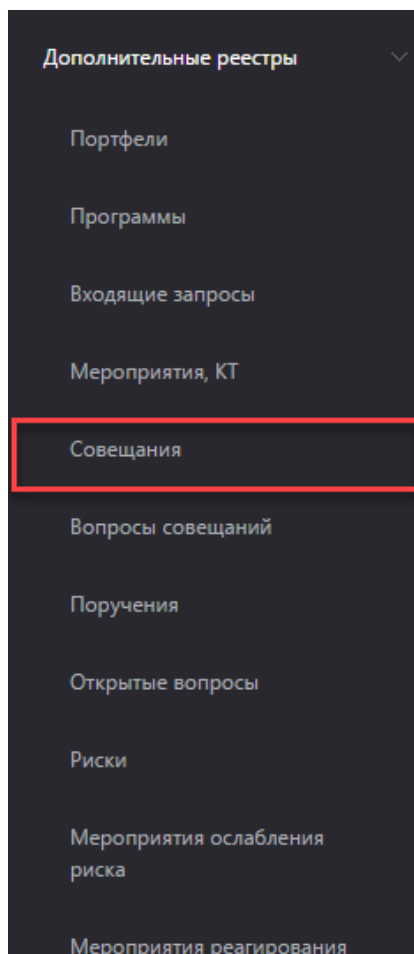 Дополнительные реестры
Портфели
Программы
Входящие запросы
Мероприятия, КТ
Совещания
Вопросы совещаний
Поручения
Открытые вопросы
Риски
Мероприятия ослабления
риска
Мероприятия реагирования